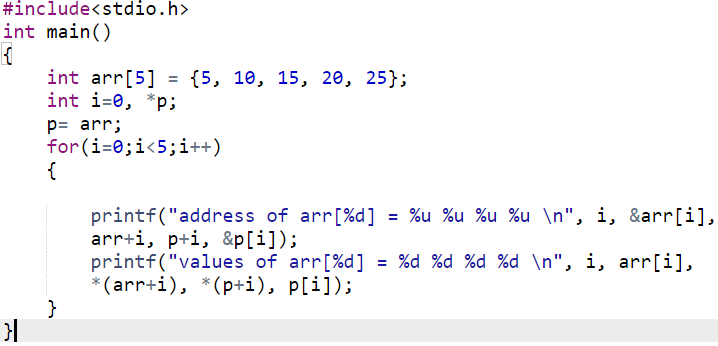 #include<stdio.h>
int main()
{
    int arr[5] = {5, 10, 15, 20, 25};
    int i=0, *p;
    p= arr;
    for(i=0;i<5;i++)
    {
        printf("address of arr[%d] = %u %u %u %u \n", i, &arr[i],
        arr+i, p+i, &p[i]);
        printf("values of arr[%d] = %d %d %d %d \n", i, arr[i],
        *(arr+i), *(p+i), p[i]);
    }
}